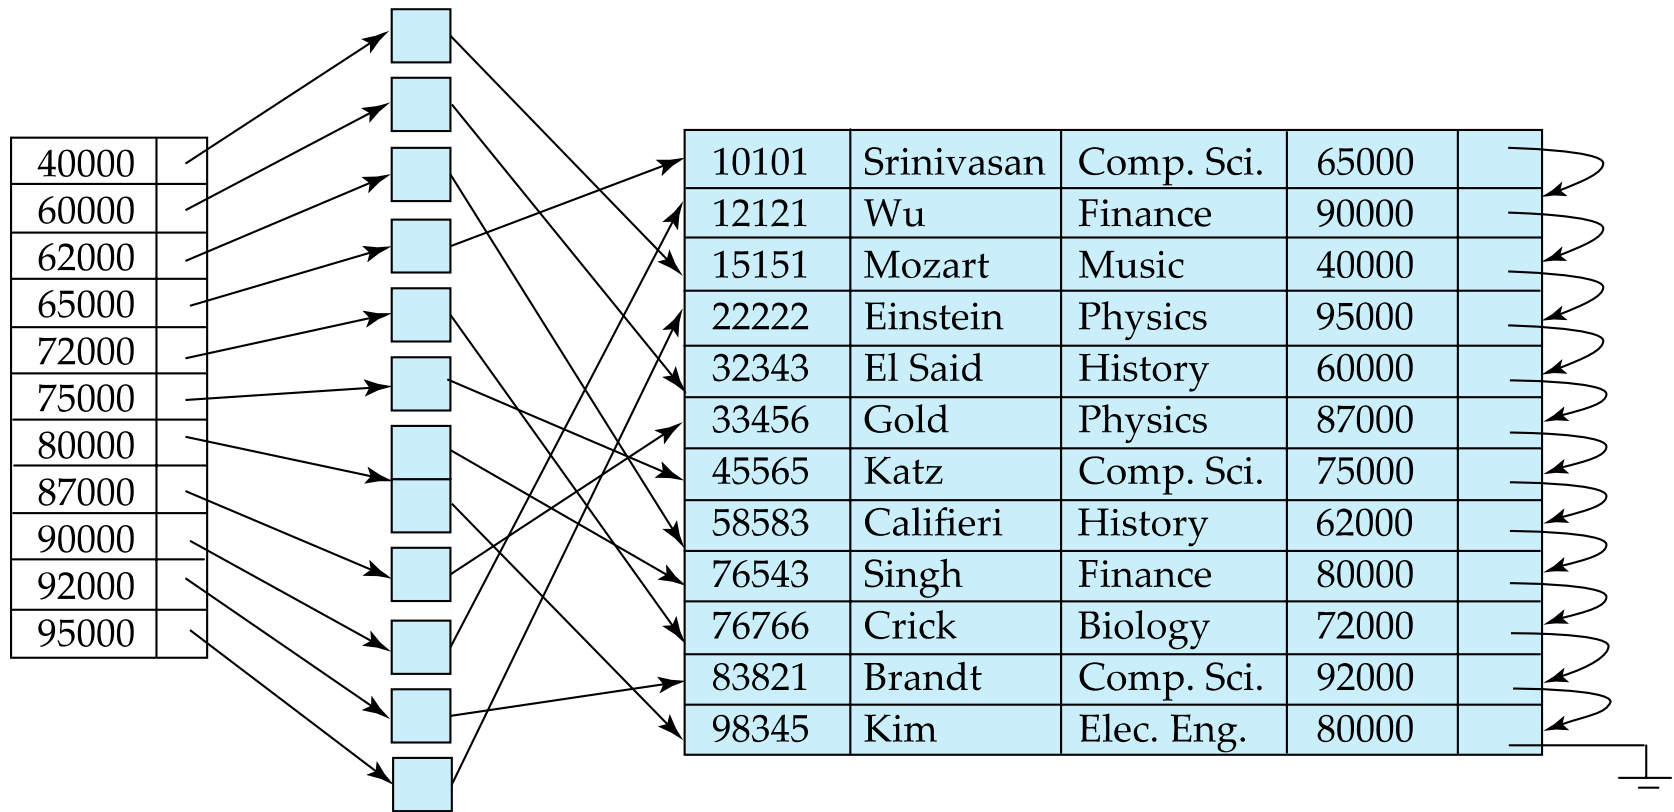 40000
60000
62000
65000
72000
75000
80000
87000
90000
92000
95000
10101 Srinivasan Comp. Sci. 65000
12121 Wu Finance 90000
15151 Mozart Music 40000
22222 Einstein Physics 95000
32343 El Said History 60000
33456 Gold Physics 87000
45565 Katz Comp. Sci. 75000
58583 Califieri History 62000
76543 Singh Finance 80000
76766 Crick Biology 72000
83821 Brandt Comp. Sci. 92000
98345 Kim Elec. Eng. 80000